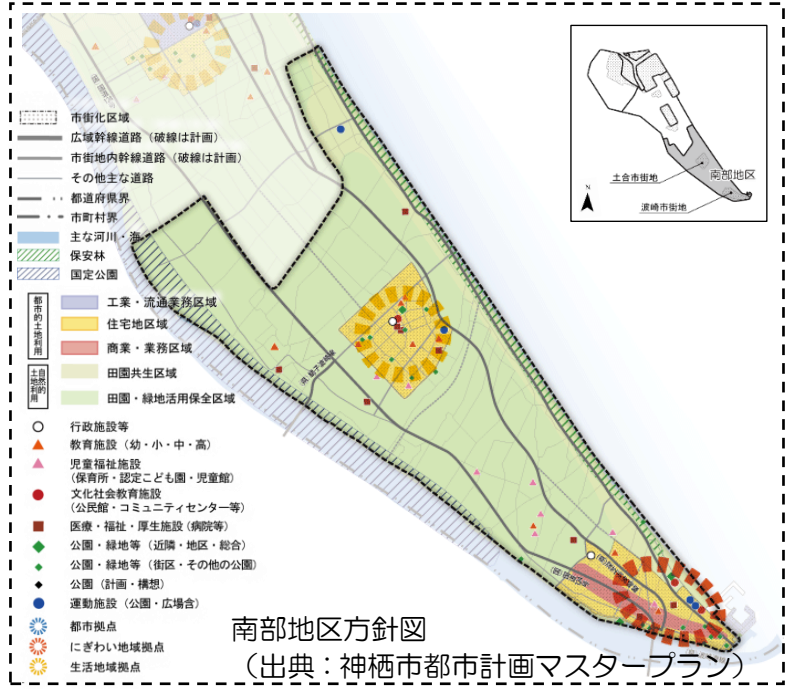 市街化区域
広域幹線道路（破線は計画）
市街地内幹線道路（破線は計画）
その他主な道路
都道府県界
市町村界
主な河川・海
保安林
国定公園
都市的土地利用
工業・流通業務区域
住宅地区域
商業・業務区域
自然的土地利用
田園共生区域
田園・緑地活用保全区域
行政施設等
教育施設（幼・小・中・高）
児童福祉施設
（保育所・認定こども園・児童館）
文化社会教育施設
（公民館・コミュニティセンター等）
医療・福祉・厚生施設（病院等）
公園・緑地等（近隣・地区・総合）
公園・緑地等（街区・その他の公園）
公園（計画・構想）
運動施設（公園・広場含）
都市拠点
にぎわい地域拠点
生活地域拠点
N
土合市街地
南部地区
波崎市街地
南部地区方針図
（出典：神栖市都市計画マスタープラン）